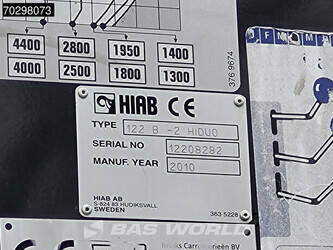 70298073
4400 2800 1950 1400
4000 2500 1800 1300
376 9674
HIAB CE
TYPE 122 B -2 HIDUO
SERIAL NO 12208282
MANUF. YEAR 2010
HIAB AB
S-824 83 HUDIKSVALL
SWEDEN
363 5228
BAS WORLD